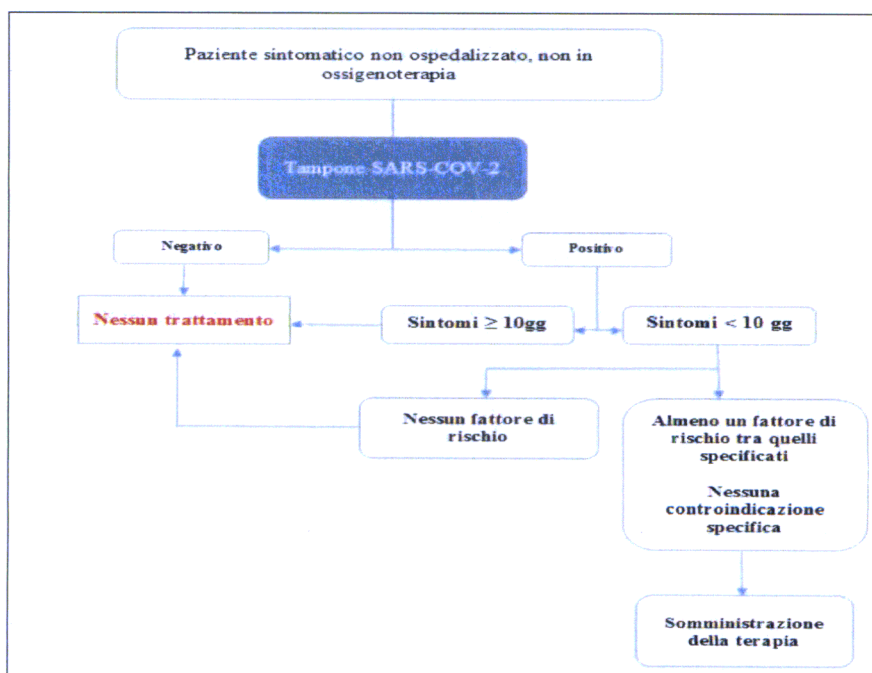 Paziente sintomatico non ospedalizzato, non in
ossigenoterapia
Tampone SARS-COV-2
Negativo
Positivo
Nessun trattamento
Sintomi ≥ 10gg
Sintomi < 10 gg
Nessun fattore di
rischio
Almeno un fattore di
rischio tra quelli
specificati
Nessuna
controindicazione
specifica
Somministrazione
della terapia